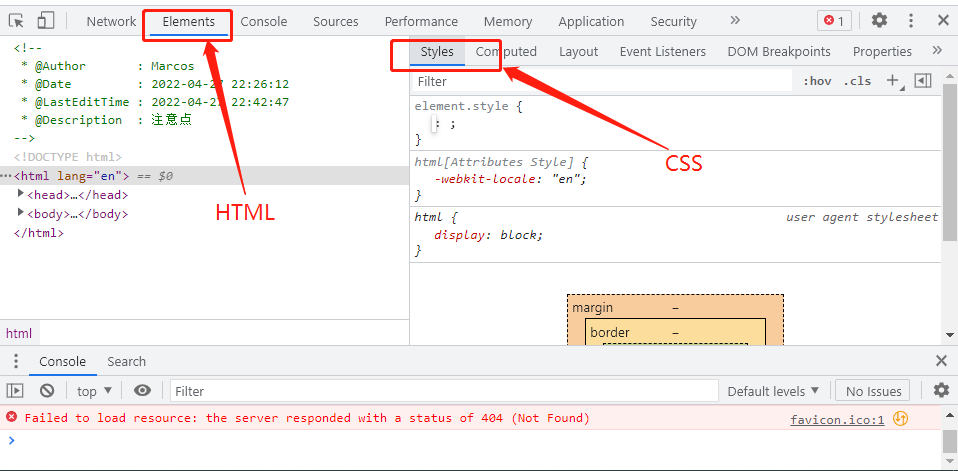 Network Elements Console Sources Performance Memory Application Security » 1
<!--
* @Author : Marcos
* @Date : 2022-04-27 22:26:12
* @LastEditTime : 2022-04-27 22:42:47
* @Description : 注意点
-->
<!DOCTYPE html>
<html lang="en"> == $0
<head>…</head>
<body>…</body>
</html>
HTML
html
Styles Computed Layout Event Listeners DOM Breakpoints Properties »
Filter :hov .cls +
element.style {
: ;
}
html[Attributes Style] {
-webkit-locale: "en";
}
html { user agent stylesheet
display: block;
}
CSS
margin –
border –
Console Search
top Filter Default levels No Issues
Failed to load resource: the server responded with a status of 404 (Not Found) favicon.ico:1
>